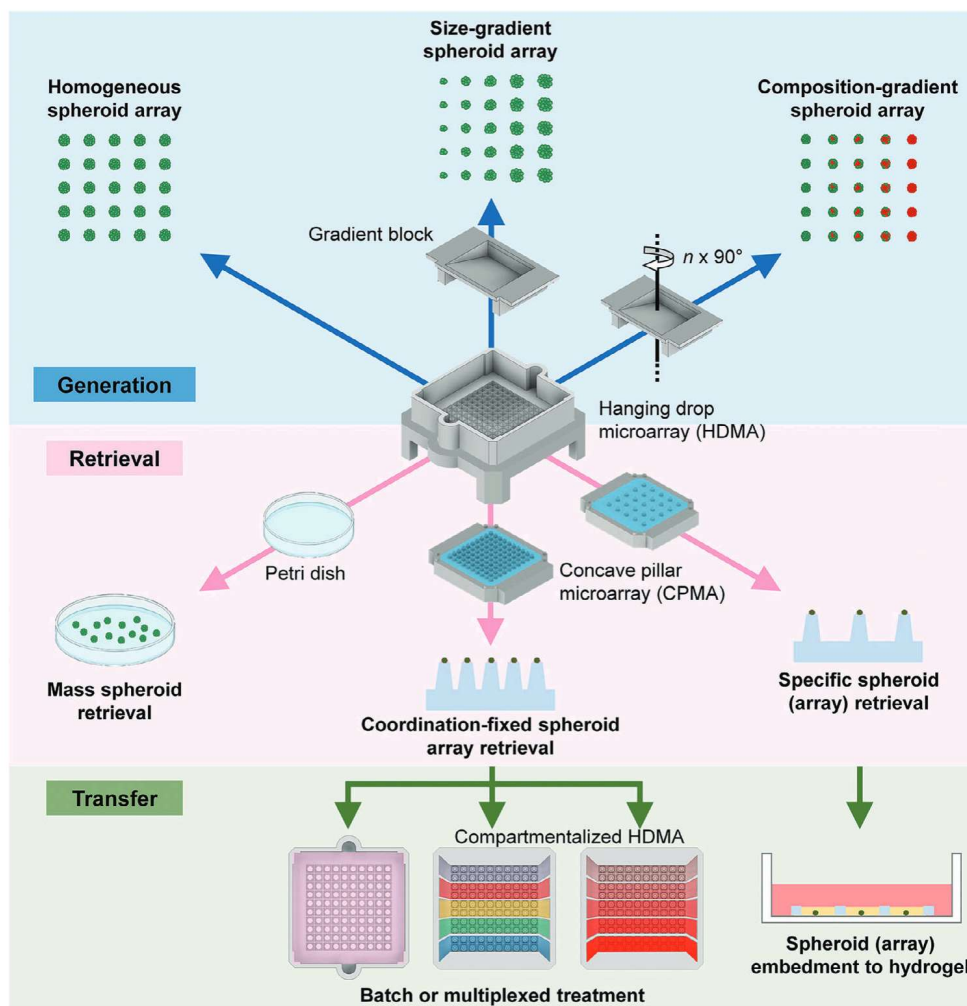 Size-gradient
spheroid array
Homogeneous
spheroid array
Composition-gradient
spheroid array
Gradient block
n x 90°
Generation
Hanging drop
microarray (HDMA)
Retrieval
Petri dish
Concave pillar
microarray (CPMA)
Mass spheroid
retrieval
Coordination-fixed spheroid
array retrieval
Specific spheroid
(array) retrieval
Transfer
Compartmentalized HDMA
Batch or multiplexed treatment
Spheroid (array)
embedment to hydrogel